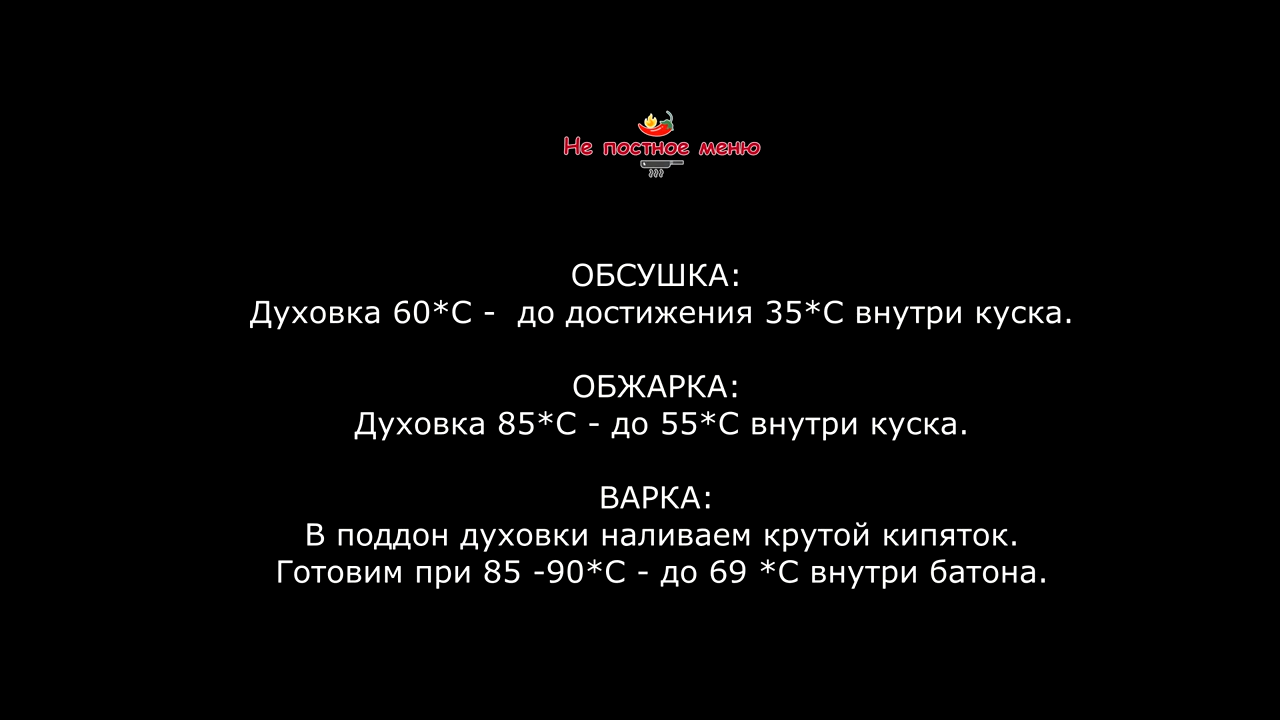 Не постное меню
ОБСУШКА:
Духовка 60*С -  до достижения 35*С внутри куска.
ОБЖАРКА:
Духовка 85*С - до 55*С внутри куска.
ВАРКА:
В поддон духовки наливаем крутой кипяток.
Готовим при 85 -90*С - до 69 *С внутри батона.